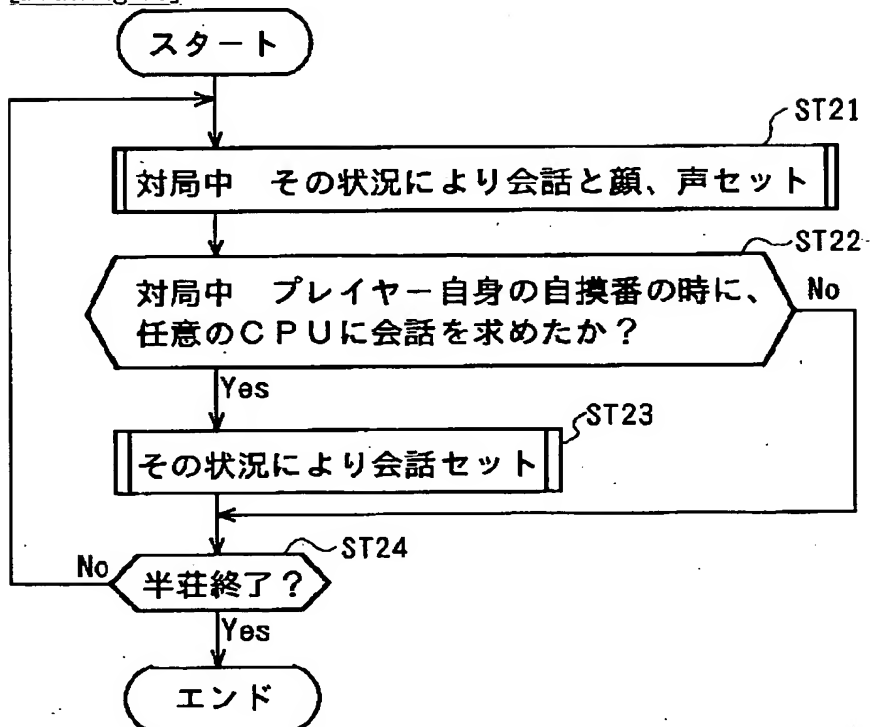 スタート
ST21
対局中 その状況により会話と顔、声セット
ST22
対局中 プレイヤー自身の自摸番の時に、
任意のCPUに会話を求めたか?
No
Yes
ST23
その状況により会話セット
ST24
No
半荘終了?
Yes
エンド